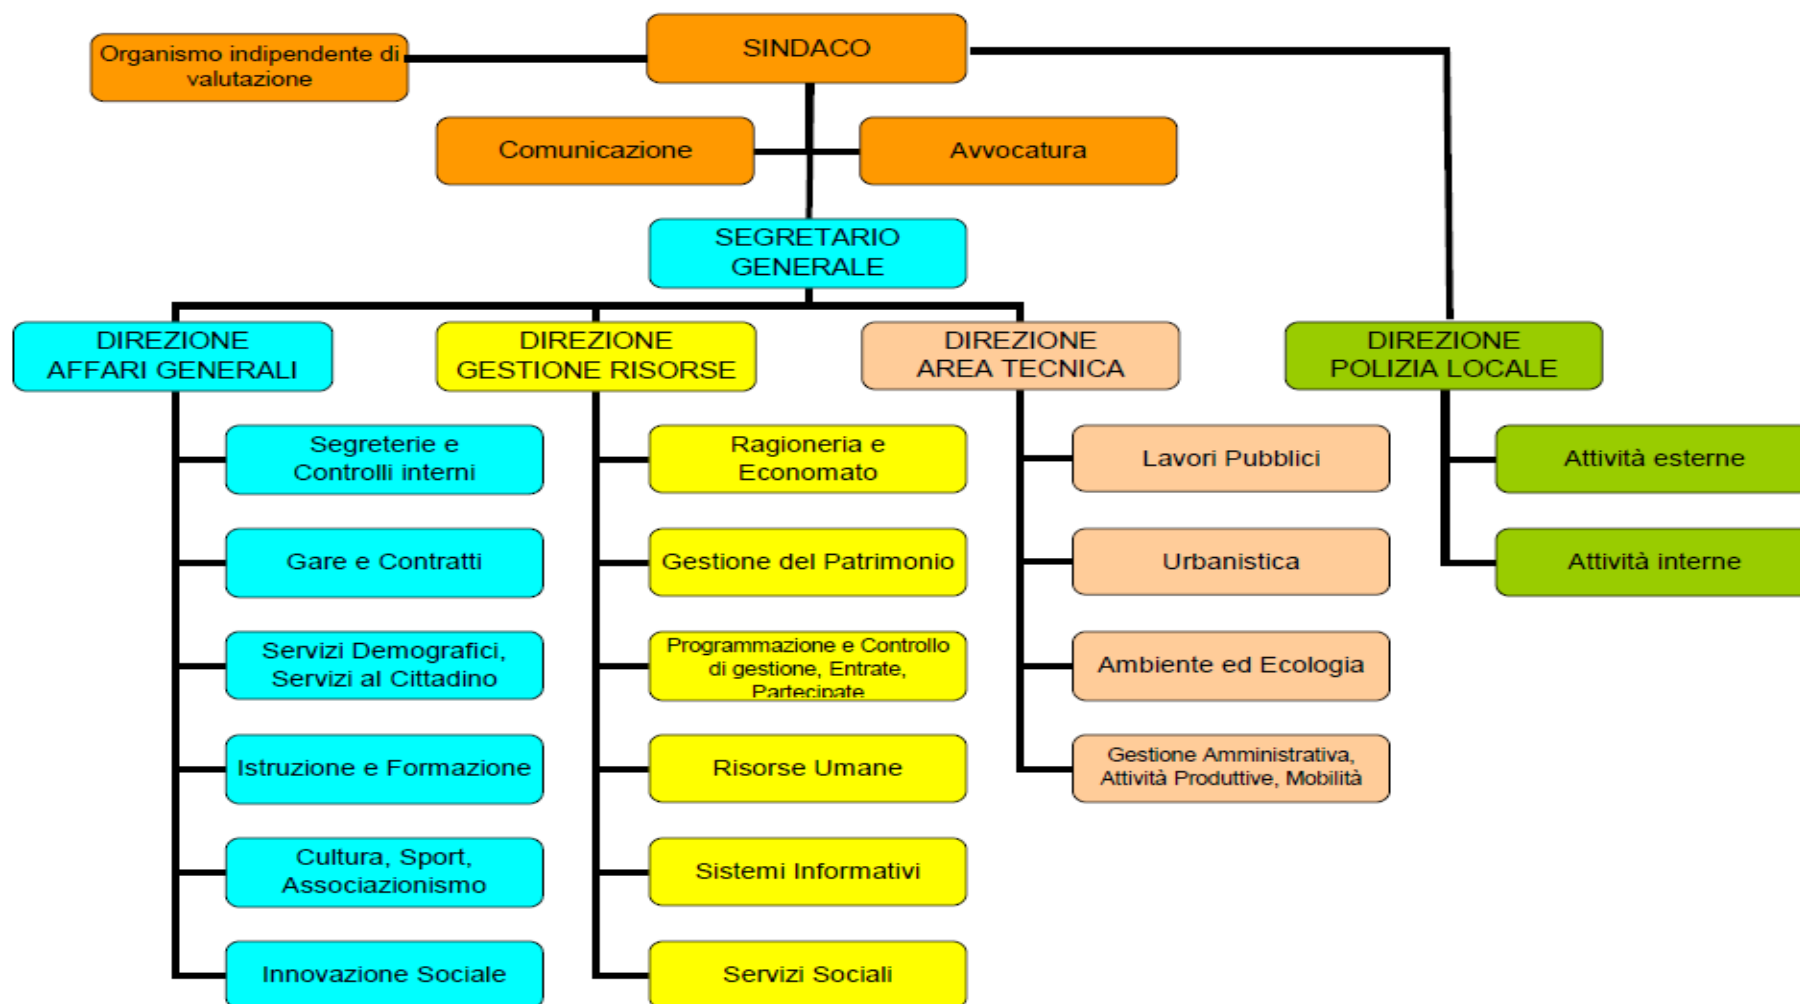 SINDACO
Organismo indipendente di
valutazione
Comunicazione
Avvocatura
SEGRETARIO
GENERALE
DIREZIONE
AFFARI GENERALI
DIREZIONE
GESTIONE RISORSE
DIREZIONE
AREA TECNICA
DIREZIONE
POLIZIA LOCALE
Segreterie e
Controlli interni
Gare e Contratti
Servizi Demografici,
Servizi al Cittadino
Istruzione e Formazione
Cultura, Sport,
Associazionismo
Innovazione Sociale
Ragioneria e
Economato
Gestione del Patrimonio
Programmazione e Controllo
di gestione, Entrate,
Partecipate
Risorse Umane
Sistemi Informativi
Servizi Sociali
Lavori Pubblici
Urbanistica
Ambiente ed Ecologia
Gestione Amministrativa,
Attività Produttive, Mobilità
Attività esterne
Attività interne